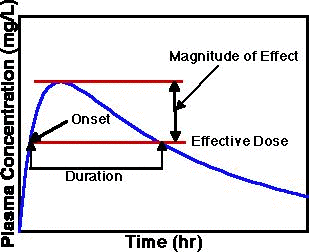 Plasma Concentration (mg/L)
Magnitude of Effect
Onset
Effective Dose
Duration
Time (hr)